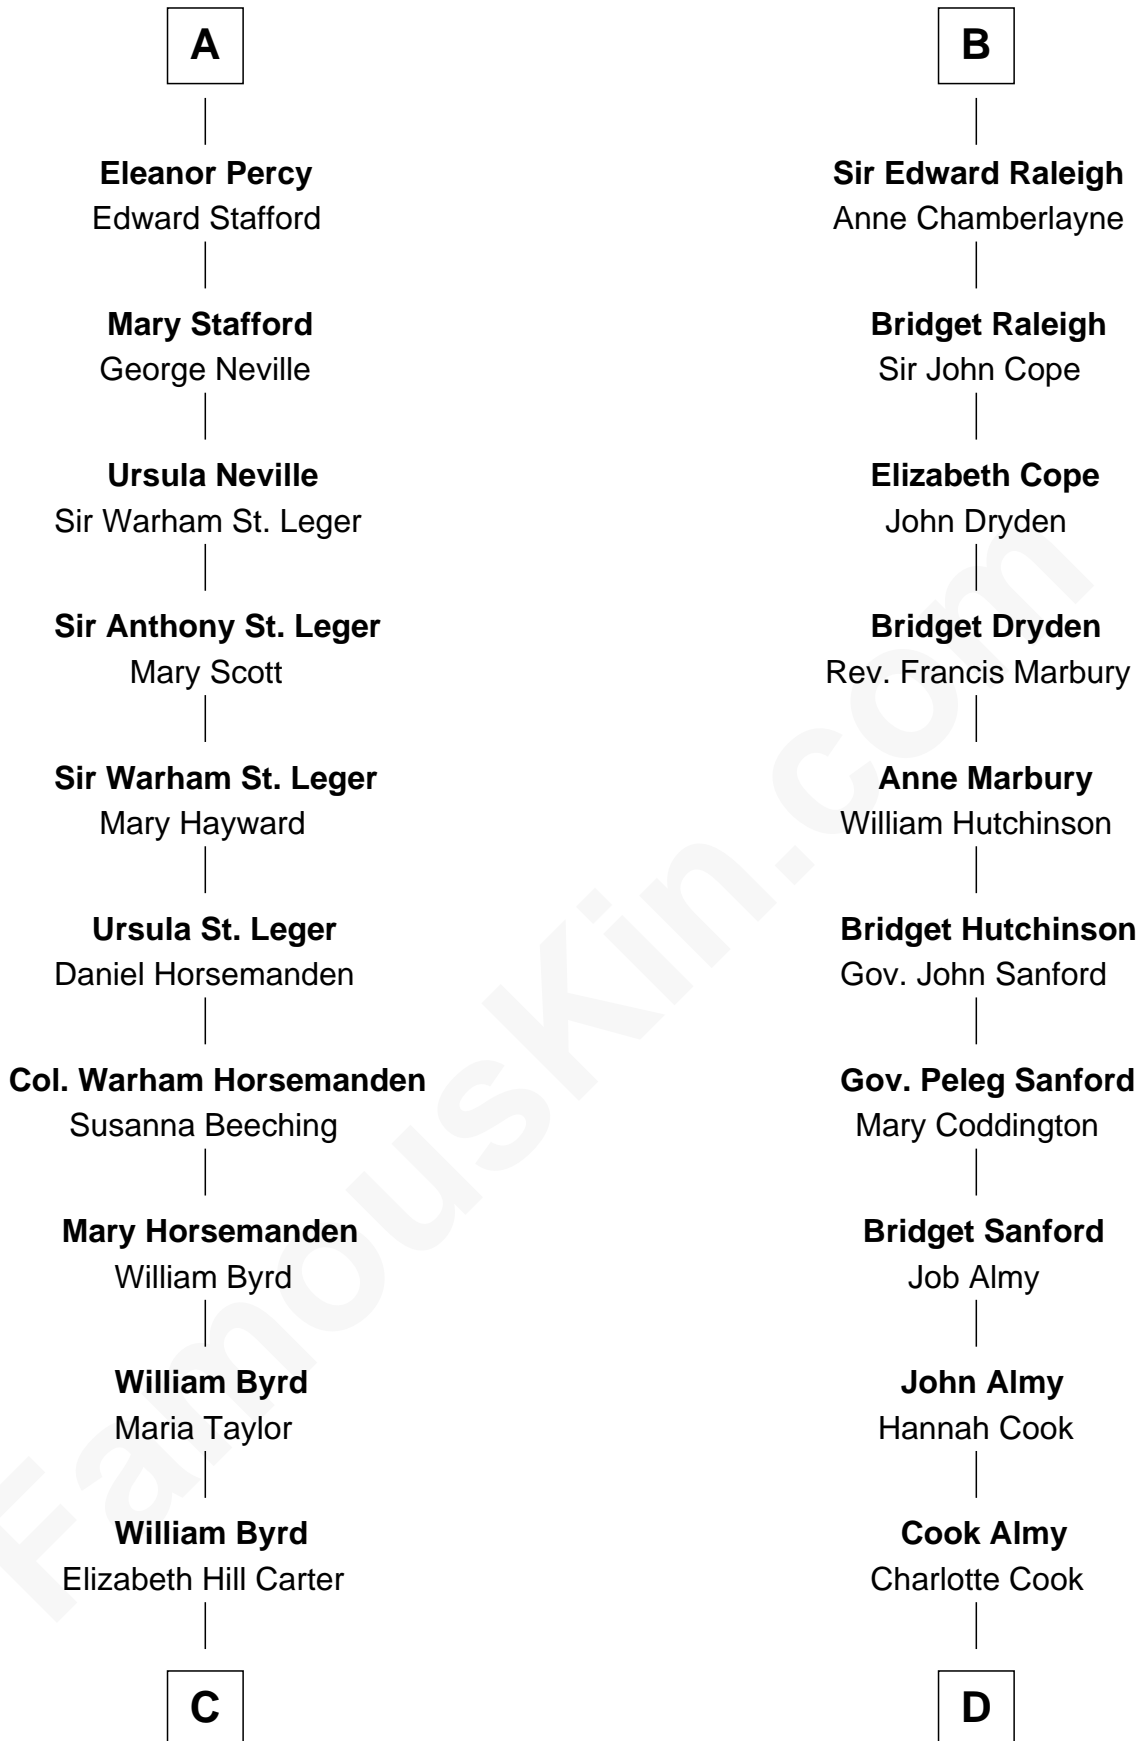 A
Eleanor Percy
Edward Stafford
Mary Stafford
George Neville
Ursula Neville
Sir Warham St. Leger
Sir Anthony St. Leger
Mary Scott
Sir Warham St. Leger
Mary Hayward
Ursula St. Leger
Daniel Horsemanden
Col. Warham Horsemanden
Susanna Beeching
Mary Horsemanden
William Byrd
William Byrd
Maria Taylor
William Byrd
Elizabeth Hill Carter
C
B
Sir Edward Raleigh
Anne Chamberlayne
Bridget Raleigh
Sir John Cope
Elizabeth Cope
John Dryden
Bridget Dryden
Rev. Francis Marbury
Anne Marbury
William Hutchinson
Bridget Hutchinson
Gov. John Sanford
Gov. Peleg Sanford
Mary Coddington
Bridget Sanford
Job Almy
John Almy
Hannah Cook
Cook Almy
Charlotte Cook
D
FamousKin.com